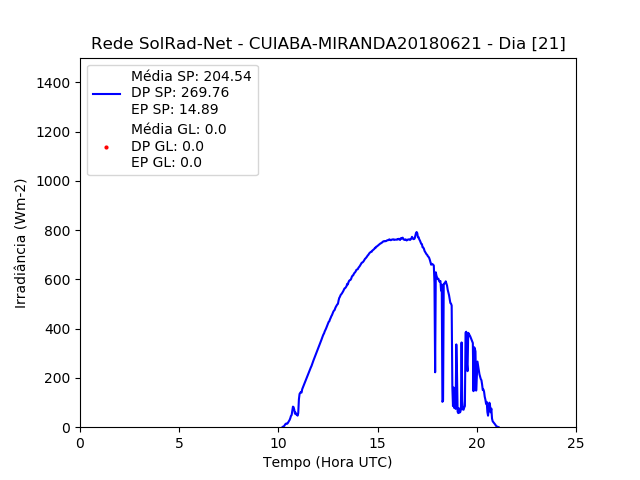 Rede SolRad-Net - CUIABA-MIRANDA20180621 - Dia [21]
Média SP: 204.54
DP SP: 269.76
EP SP: 14.89
Média GL: 0.0
DP GL: 0.0
EP GL: 0.0
1400
1200
1000
800
600
400
200
0
Irradiância (Wm-2)
0 5 10 15 20 25
Tempo (Hora UTC)